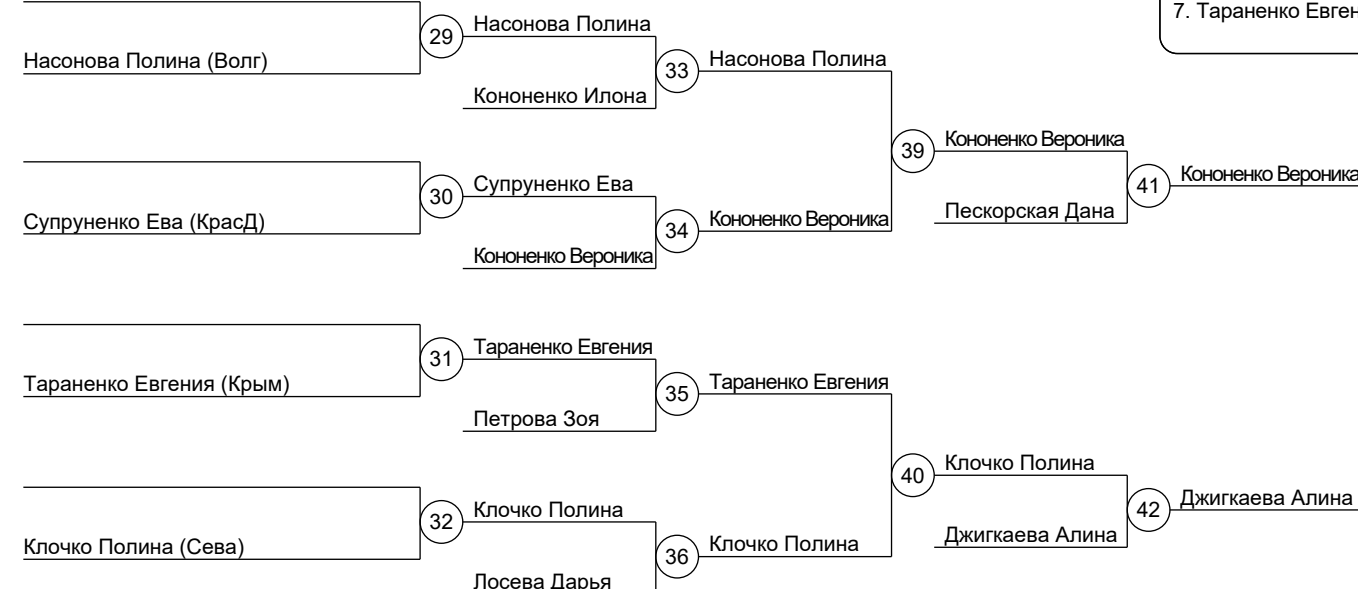 7. Тараненко Евген
Насонова Полина
29
Насонова Полина (Волг)
Насонова Полина
33
Кононенко Илона
Кононенко Вероника
39
Супруненко Ева
Кононенко Вероника
41
30
Супруненко Ева (КрасД)
Кононенко Вероника
34
Пескорская Дана
Кононенко Вероника
Тараненко Евгения
31
Тараненко Евгения (Крым)
Тараненко Евгения
35
Петрова Зоя
Клочко Полина
40
Клочко Полина
Джигкаева Алина
42
32
Клочко Полина (Сева)
Клочко Полина
36
Джигкаева Алина
Лосева Дарья